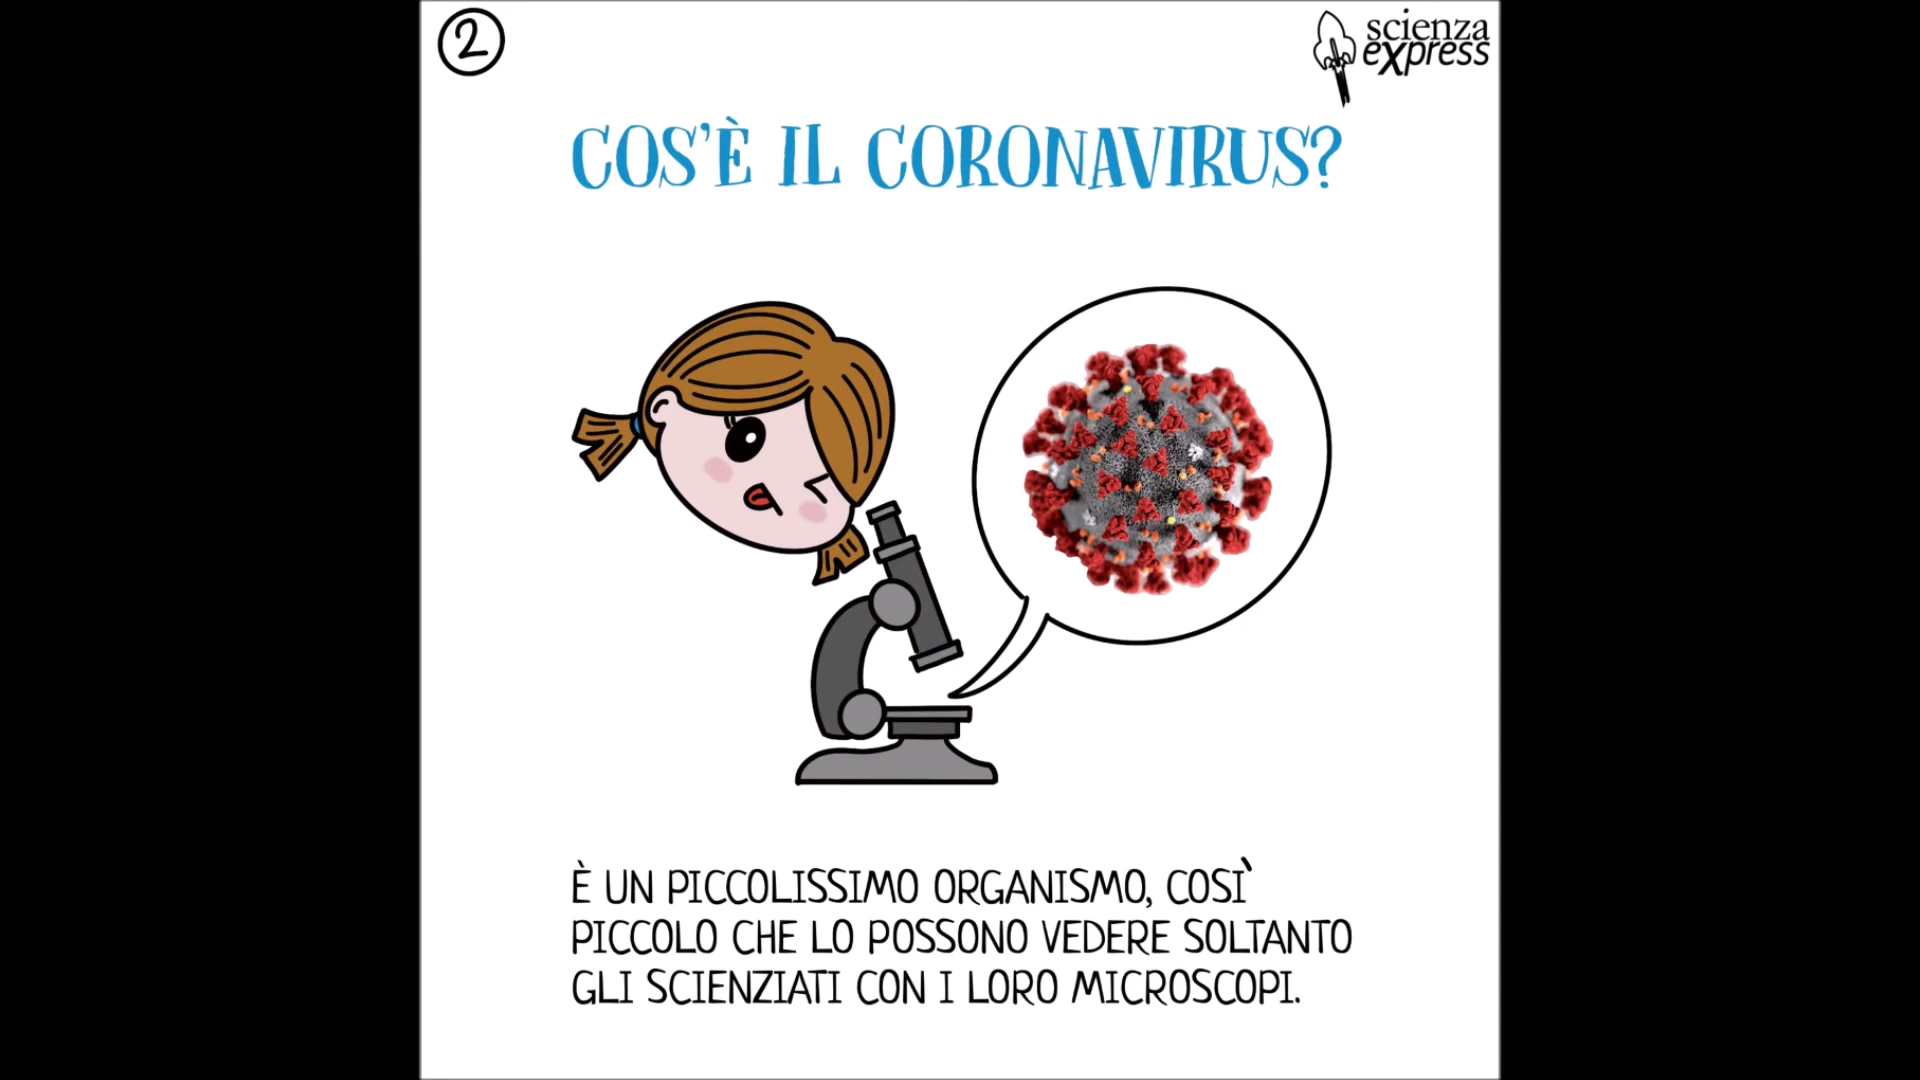 2
scienza
express
COS'È IL CORONAVIRUS?
È UN PICCOLISSIMO ORGANISMO, COSÌ
PICCOLO CHE LO POSSONO VEDERE SOLTANTO
GLI SCIENZIATI CON I LORO MICROSCOPI.